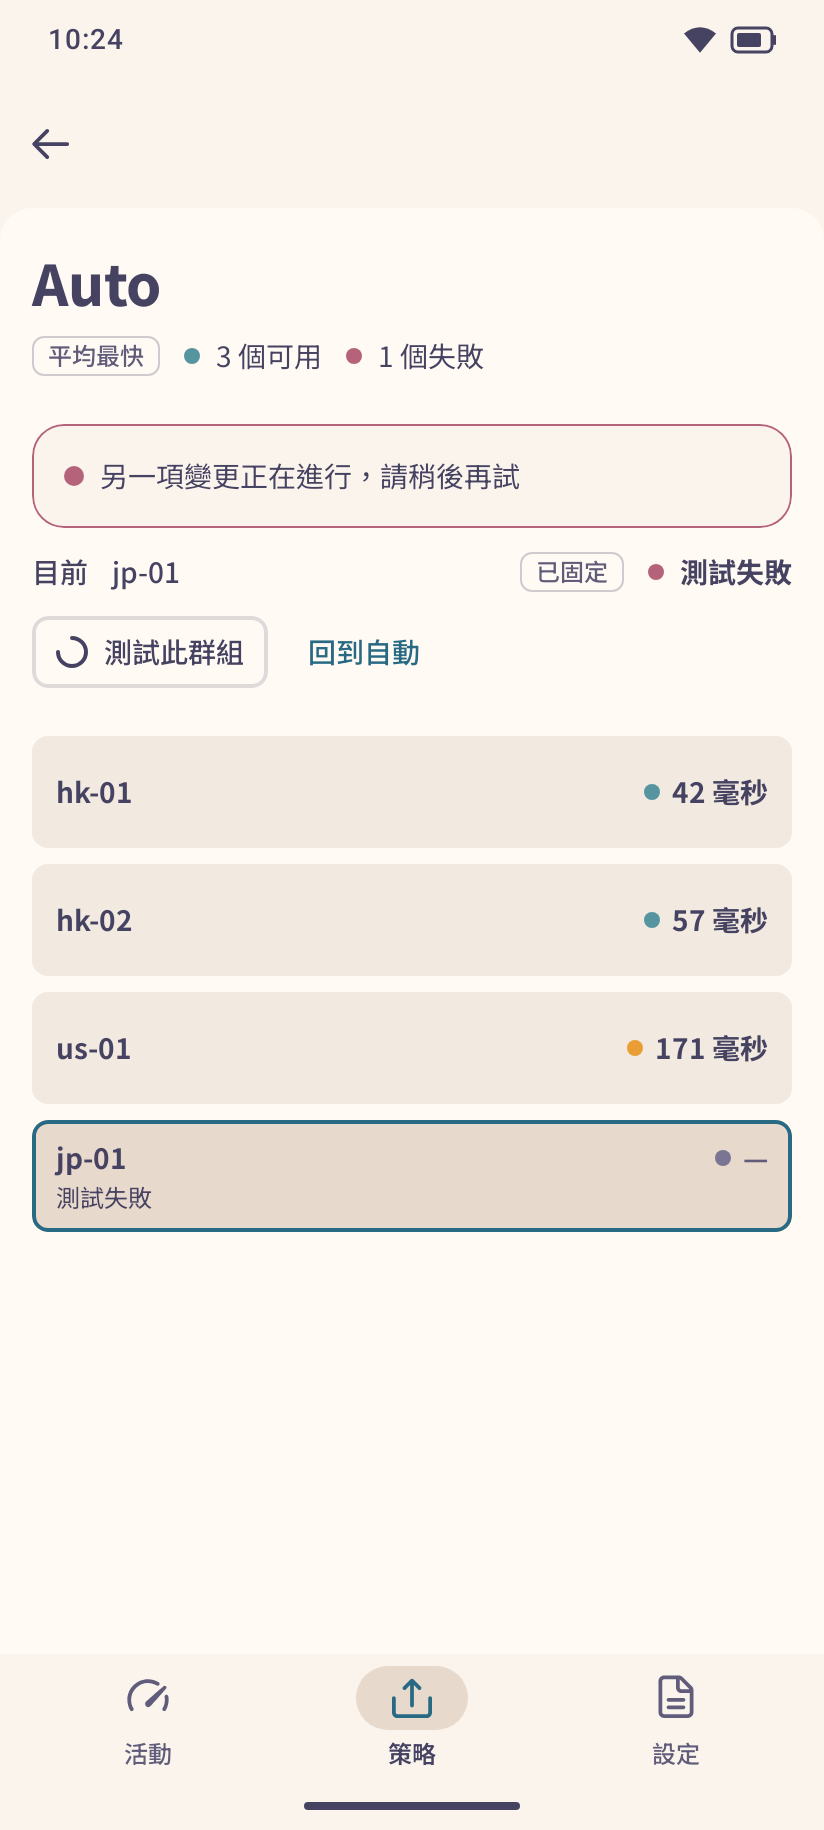 10:24
Auto
平均最快 3 個可用 1 個失敗
另一項變更正在進行，請稍後再試
目前 jp-01 已固定 測試失敗
測試此群組 回到自動
hk-01 42 毫秒
hk-02 57 毫秒
us-01 171 毫秒
jp-01 —
測試失敗
活動 策略 設定